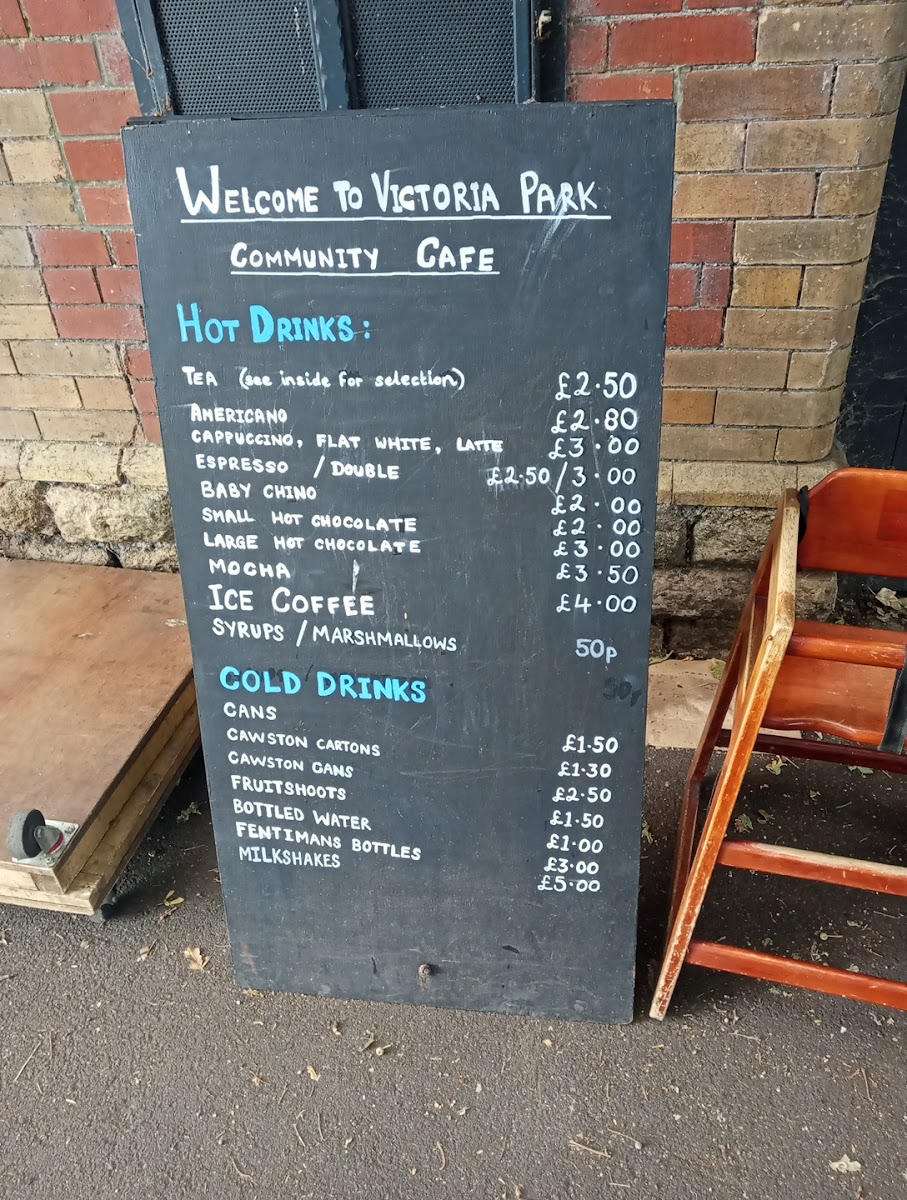 WELCOME TO VICTORIA PARK
COMMUNITY CAFE
HOT DRINKS:
TEA (see inside for selection) £2.50
AMERICANO £2.80
CAPPUCCINO, FLAT WHITE, LATTE £3.00
ESPRESSO / DOUBLE £2.50/3.00
BABY CHINO £2.00
SMALL HOT CHOCOLATE £2.00
LARGE HOT CHOCOLATE £3.00
MOCHA £3.50
ICE COFFEE £4.00
SYRUPS / MARSHMALLOWS 50p
COLD DRINKS
CANS £1.50
CAWSTON CARTONS £1.30
CAWSTON CANS £2.50
FRUITSHOOTS £1.50
BOTTLED WATER £1.00
FENTIMANS BOTTLES £3.00
MILKSHAKES £5.00